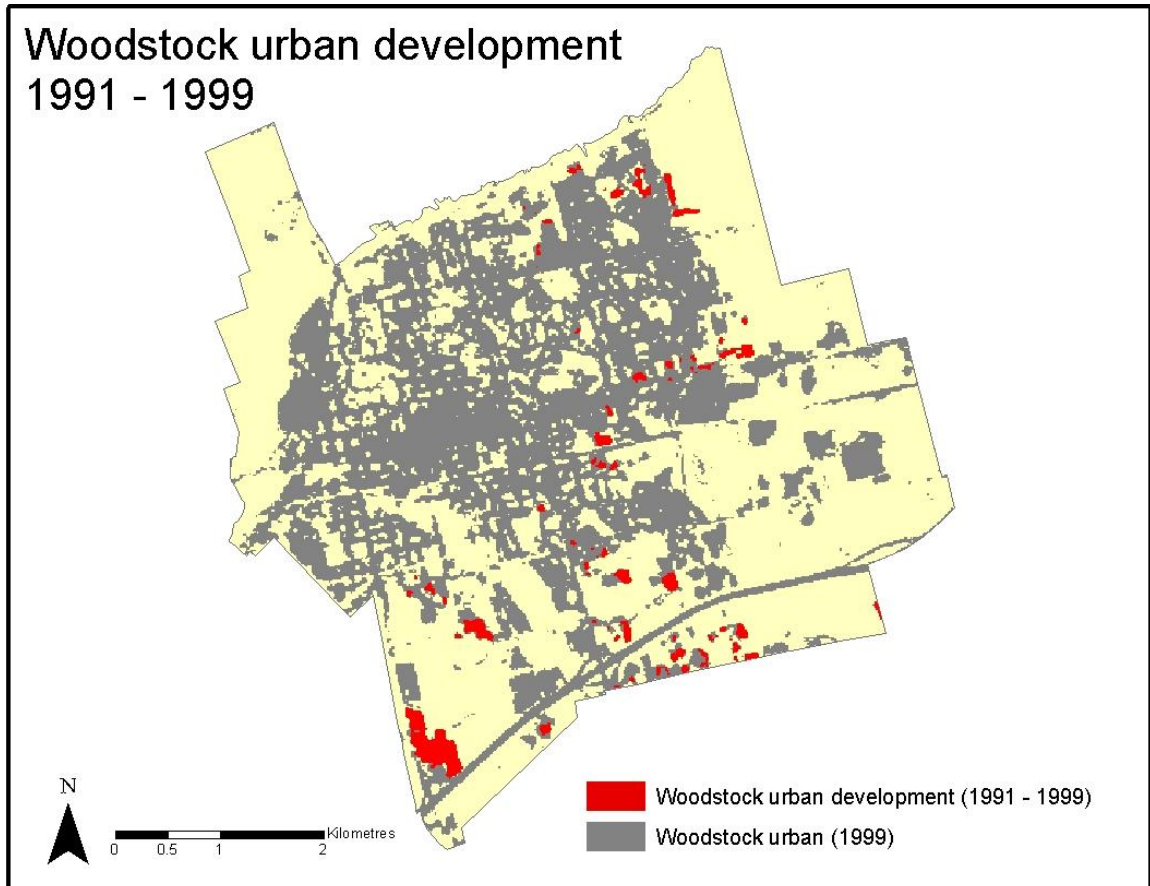 Woodstock urban development
1991 - 1999
N
Kilometres
0 0.5 1 2
Woodstock urban development (1991 - 1999)
Woodstock urban (1999)